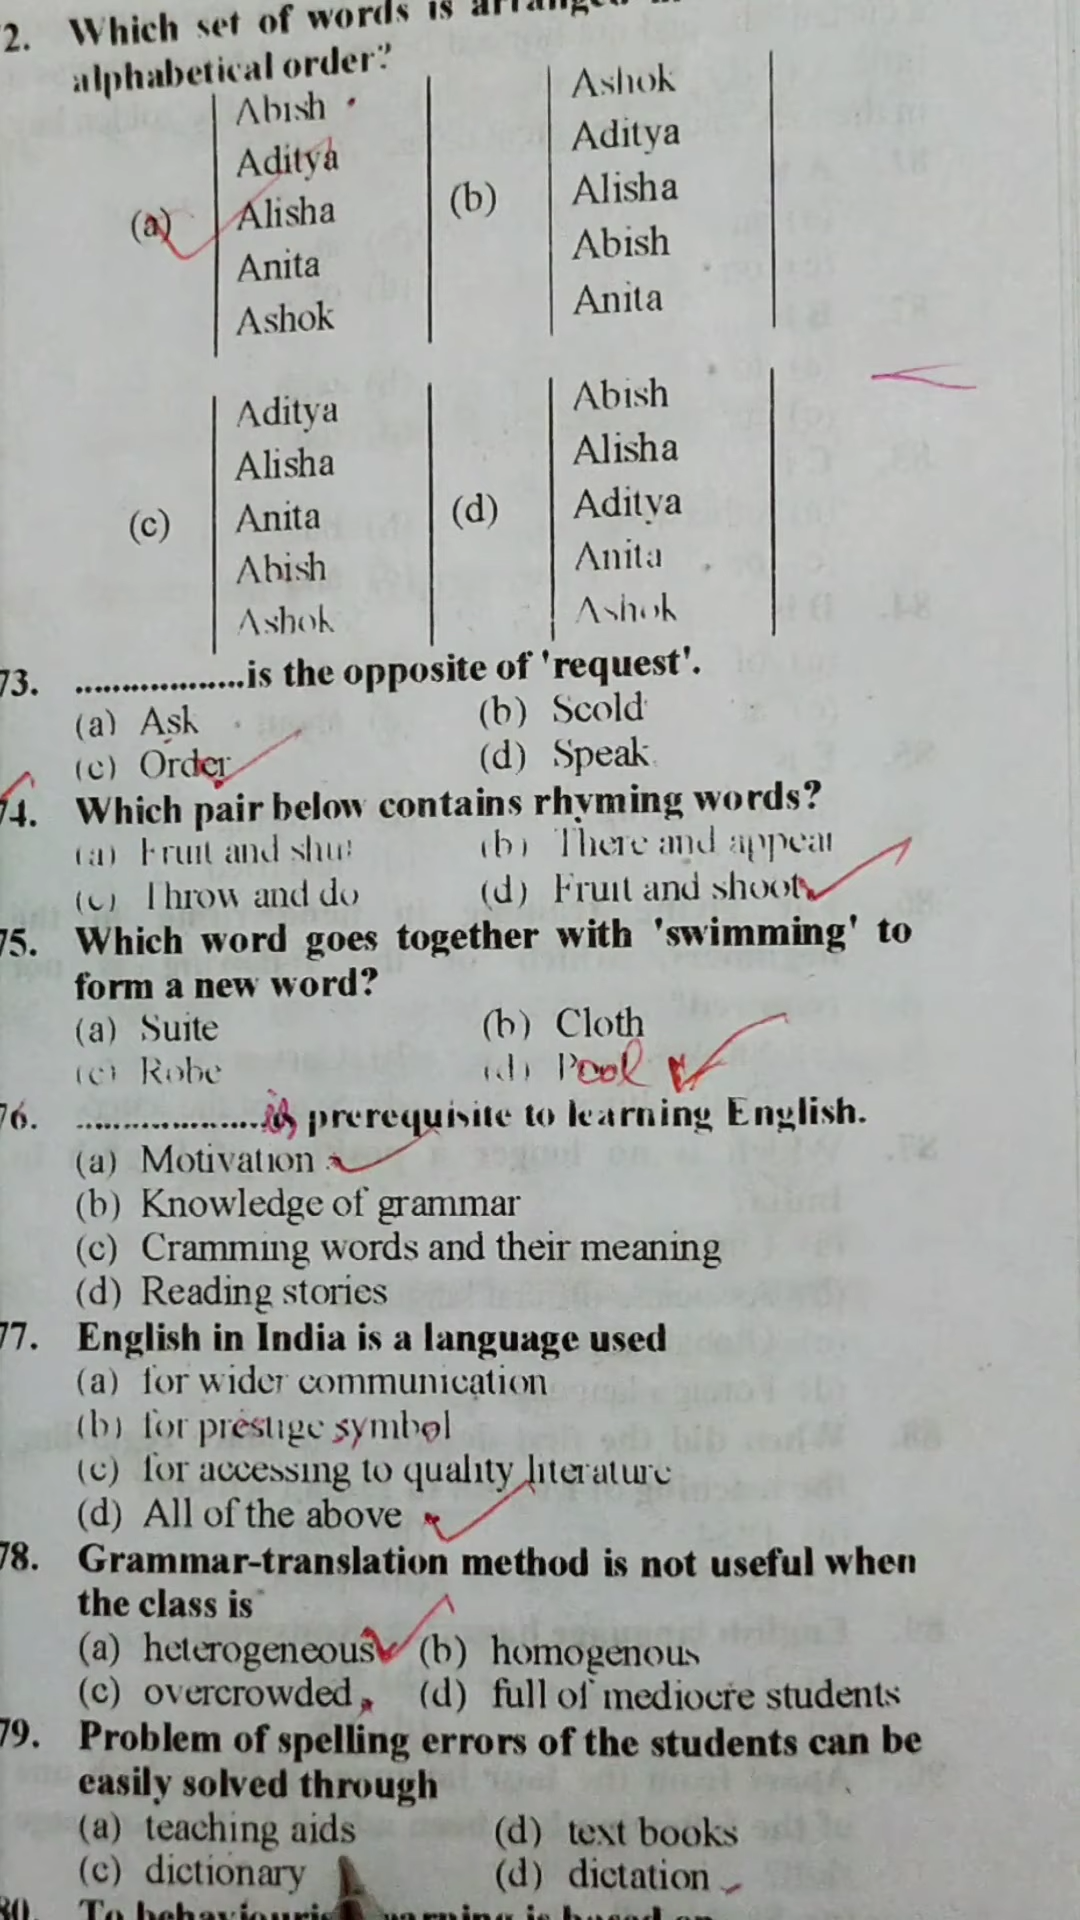 2. Which set of words is arranged
alphabetical order?
(a)
Abish
Aditya
Alisha
Anita
Ashok
(b)
Ashok
Aditya
Alisha
Abish
Anita
(c)
Aditya
Alisha
Anita
Abish
Ashok
(d)
Abish
Alisha
Aditya
Anita
Ashok
73. ..................is the opposite of 'request'.
(a) Ask (b) Scold
(c) Order (d) Speak
74. Which pair below contains rhyming words?
(a) Fruit and shut (b) There and appear
(c) Throw and do (d) Fruit and shoot
75. Which word goes together with 'swimming' to
form a new word?
(a) Suite (b) Cloth
(c) Robe (d) Pool
76. ...................is prerequisite to learning English.
(a) Motivation
(b) Knowledge of grammar
(c) Cramming words and their meaning
(d) Reading stories
77. English in India is a language used
(a) for wider communication
(b) for prestige symbol
(c) for accessing to quality literature
(d) All of the above
78. Grammar-translation method is not useful when
the class is
(a) heterogeneous (b) homogenous
(c) overcrowded (d) full of mediocre students
79. Problem of spelling errors of the students can be
easily solved through
(a) teaching aids (d) text books
(c) dictionary (d) dictation
80. To